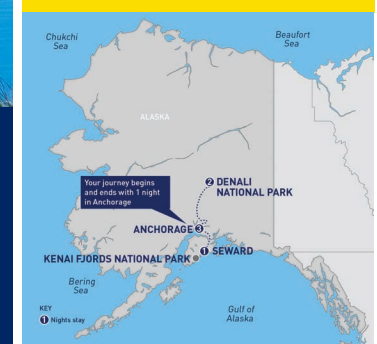 Chukchi
Sea
Beaufort
Sea
ALASKA
Your journey begins
and ends with 1 night
in Anchorage
2 DENALI
NATIONAL PARK
ANCHORAGE 3
1 SEWARD
KENAI FJORDS NATIONAL PARK
Bering
Sea
Gulf of
Alaska
KEY
1 Nights stay